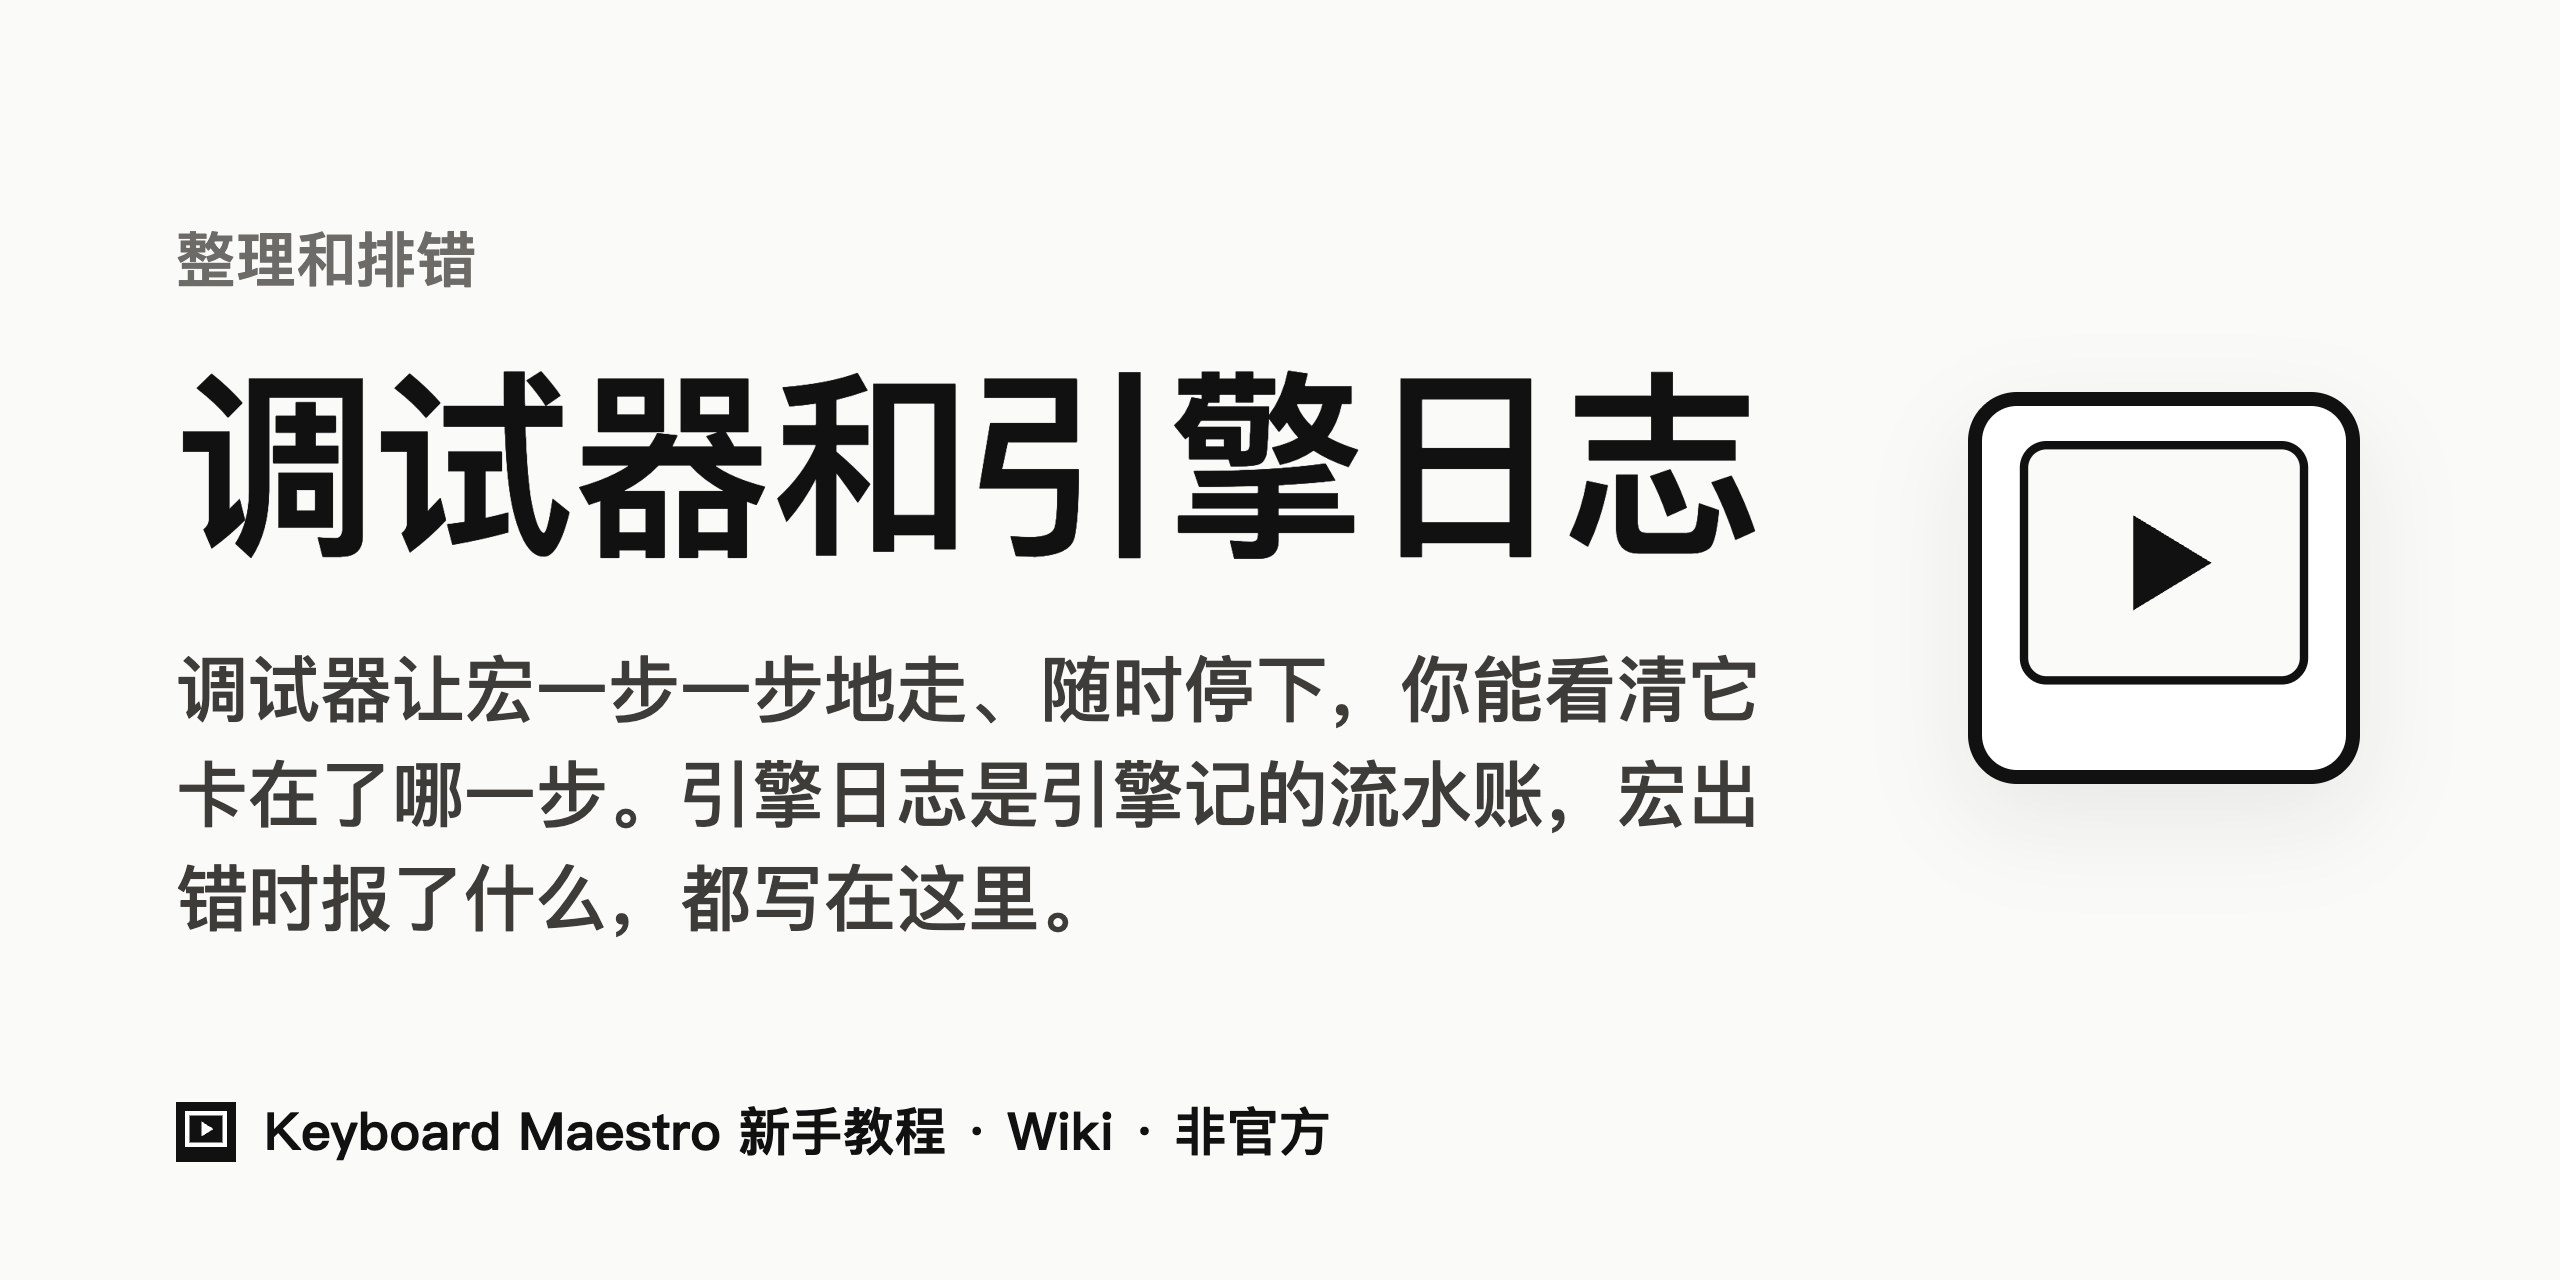 整理和排错
调试器和引擎日志
调试器让宏一步一步地走、随时停下，你能看清它
卡在了哪一步。引擎日志是引擎记的流水账，宏出
错时报了什么，都写在这里。
Keyboard Maestro 新手教程 · Wiki · 非官方